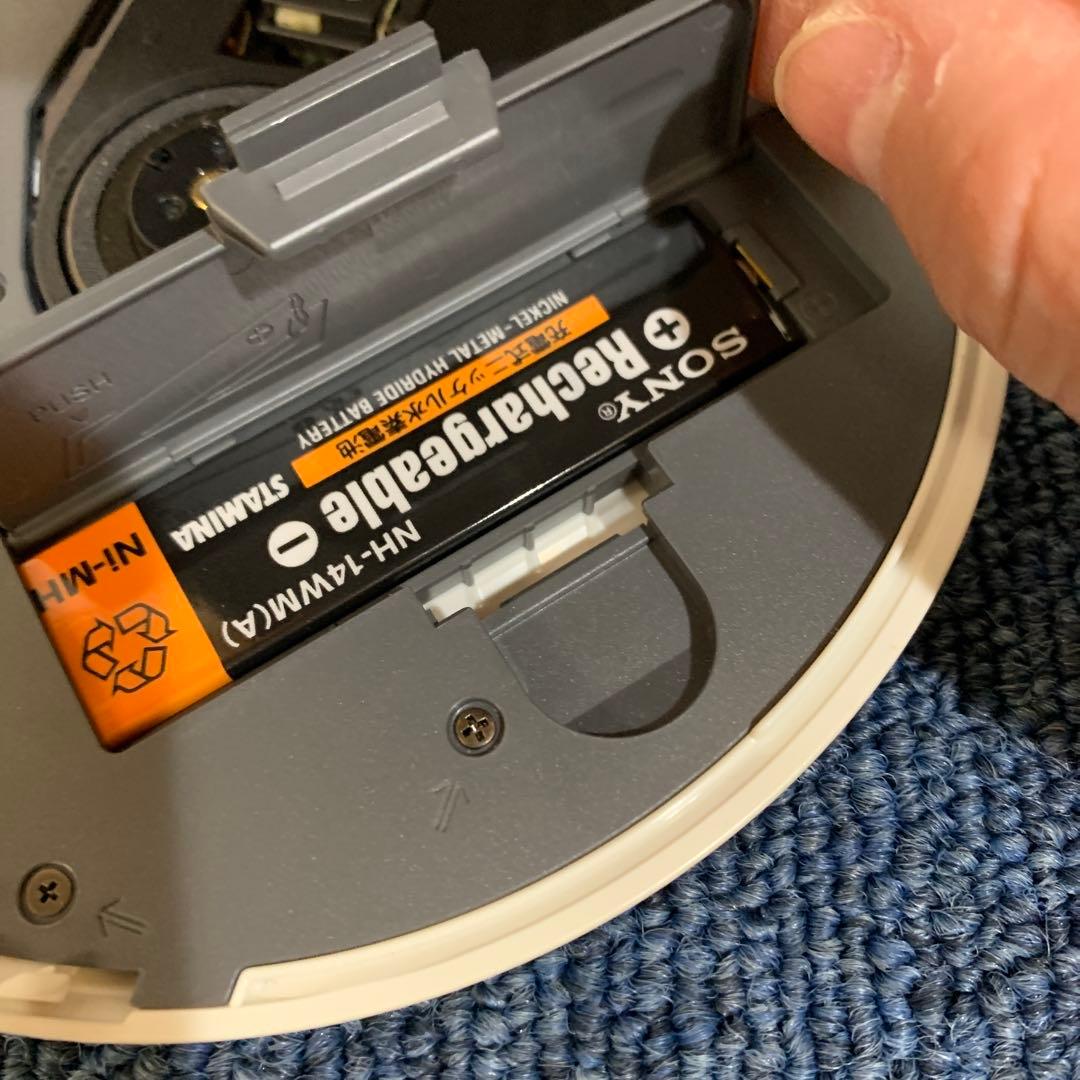 SONY®
⊕ Rechargeable ⊖
充電式ニッケル水素電池
NICKEL-METAL HYDRIDE BATTERY
STAMINA
NH-14WM(A)
Ni-MH
PUSH